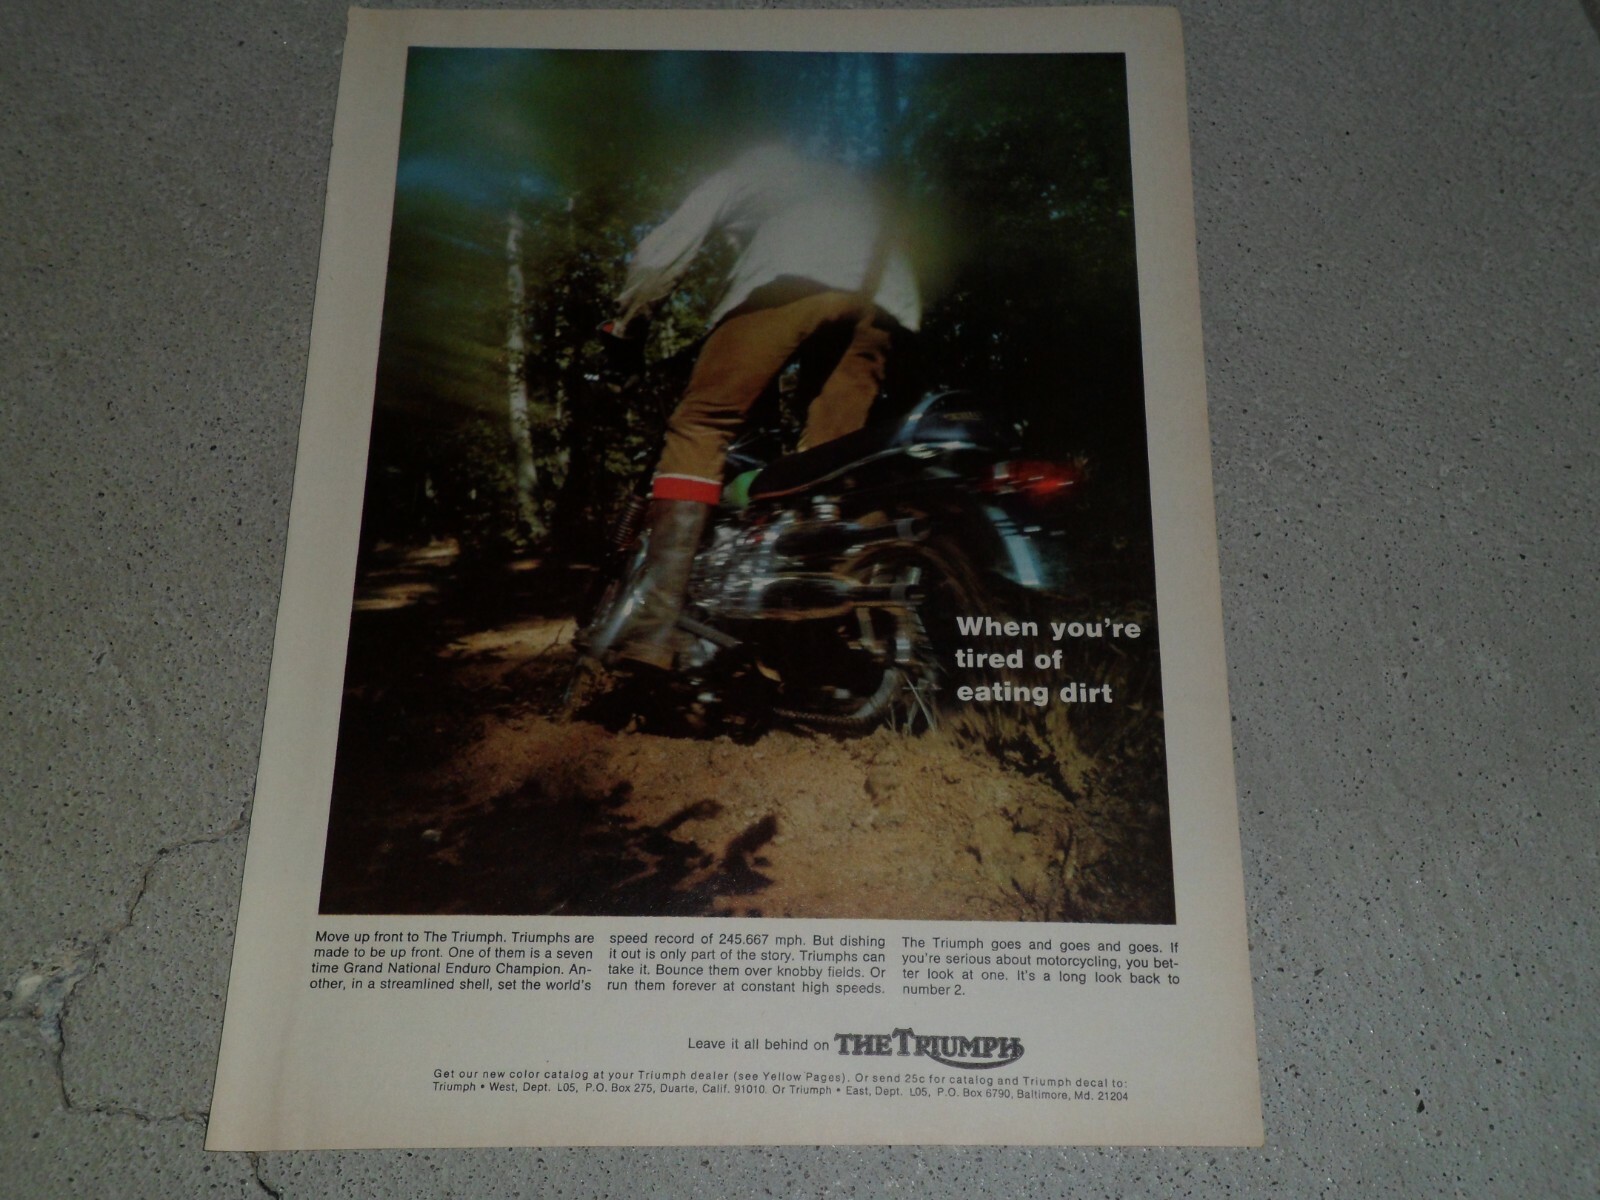 When you're
tired of
eating dirt
Move up front to The Triumph. Triumphs are
made to be up front. One of them is a seven
time Grand National Enduro Champion. An-
other, in a streamlined shell, set the world's
speed record of 245.667 mph. But dishing
it out is only part of the story. Triumphs can
take it. Bounce them over knobby fields. Or
run them forever at constant high speeds.
The Triumph goes and goes and goes. If
you're serious about motorcycling, you bet-
ter look at one. It's a long look back to
number 2.
Leave it all behind on THE TRIUMPH
Get our new color catalog at your Triumph dealer (see Yellow Pages). Or send 25c for catalog and Triumph decal to:
Triumph • West, Dept. L05, P.O. Box 275, Duarte, Calif. 91010. Or Triumph • East, Dept. L05, P.O. Box 6790, Baltimore, Md. 21204